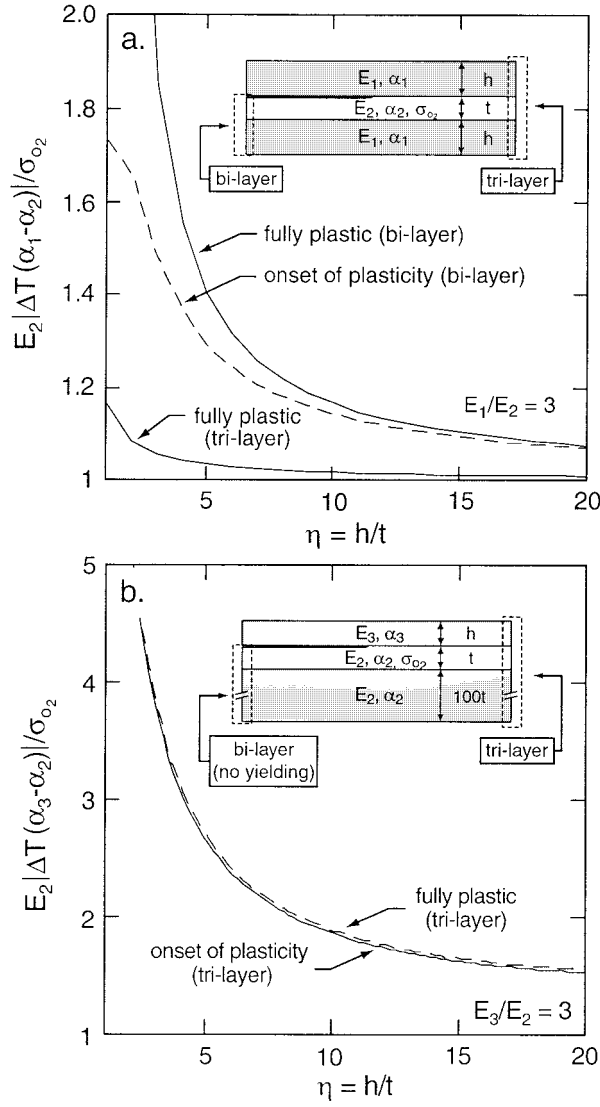 2.0
a.
E₁, α₁
h
1.9
E₂, α₂, σₒ₂
t
E₁, α₁
h
1.8
bi-layer
tri-layer
1.6
fully plastic (bi-layer)
onset of plasticity (bi-layer)
1.4
E₂|ΔT(α₁-α₂)|/σₒ₂
1.2
fully plastic
(tri-layer)
E₁/E₂ = 3
1
5
10
15
20
η = h/t
5
b.
E₃, α₃
h
E₂, α₂, σₒ₂
t
4
E₂, α₂
100t
bi-layer
(no yielding)
tri-layer
3
E₂|ΔT(α₃-α₂)|/σₒ₂
2
fully plastic
(tri-layer)
onset of plasticity
(tri-layer)
E₃/E₂ = 3
1
5
10
15
20
η = h/t